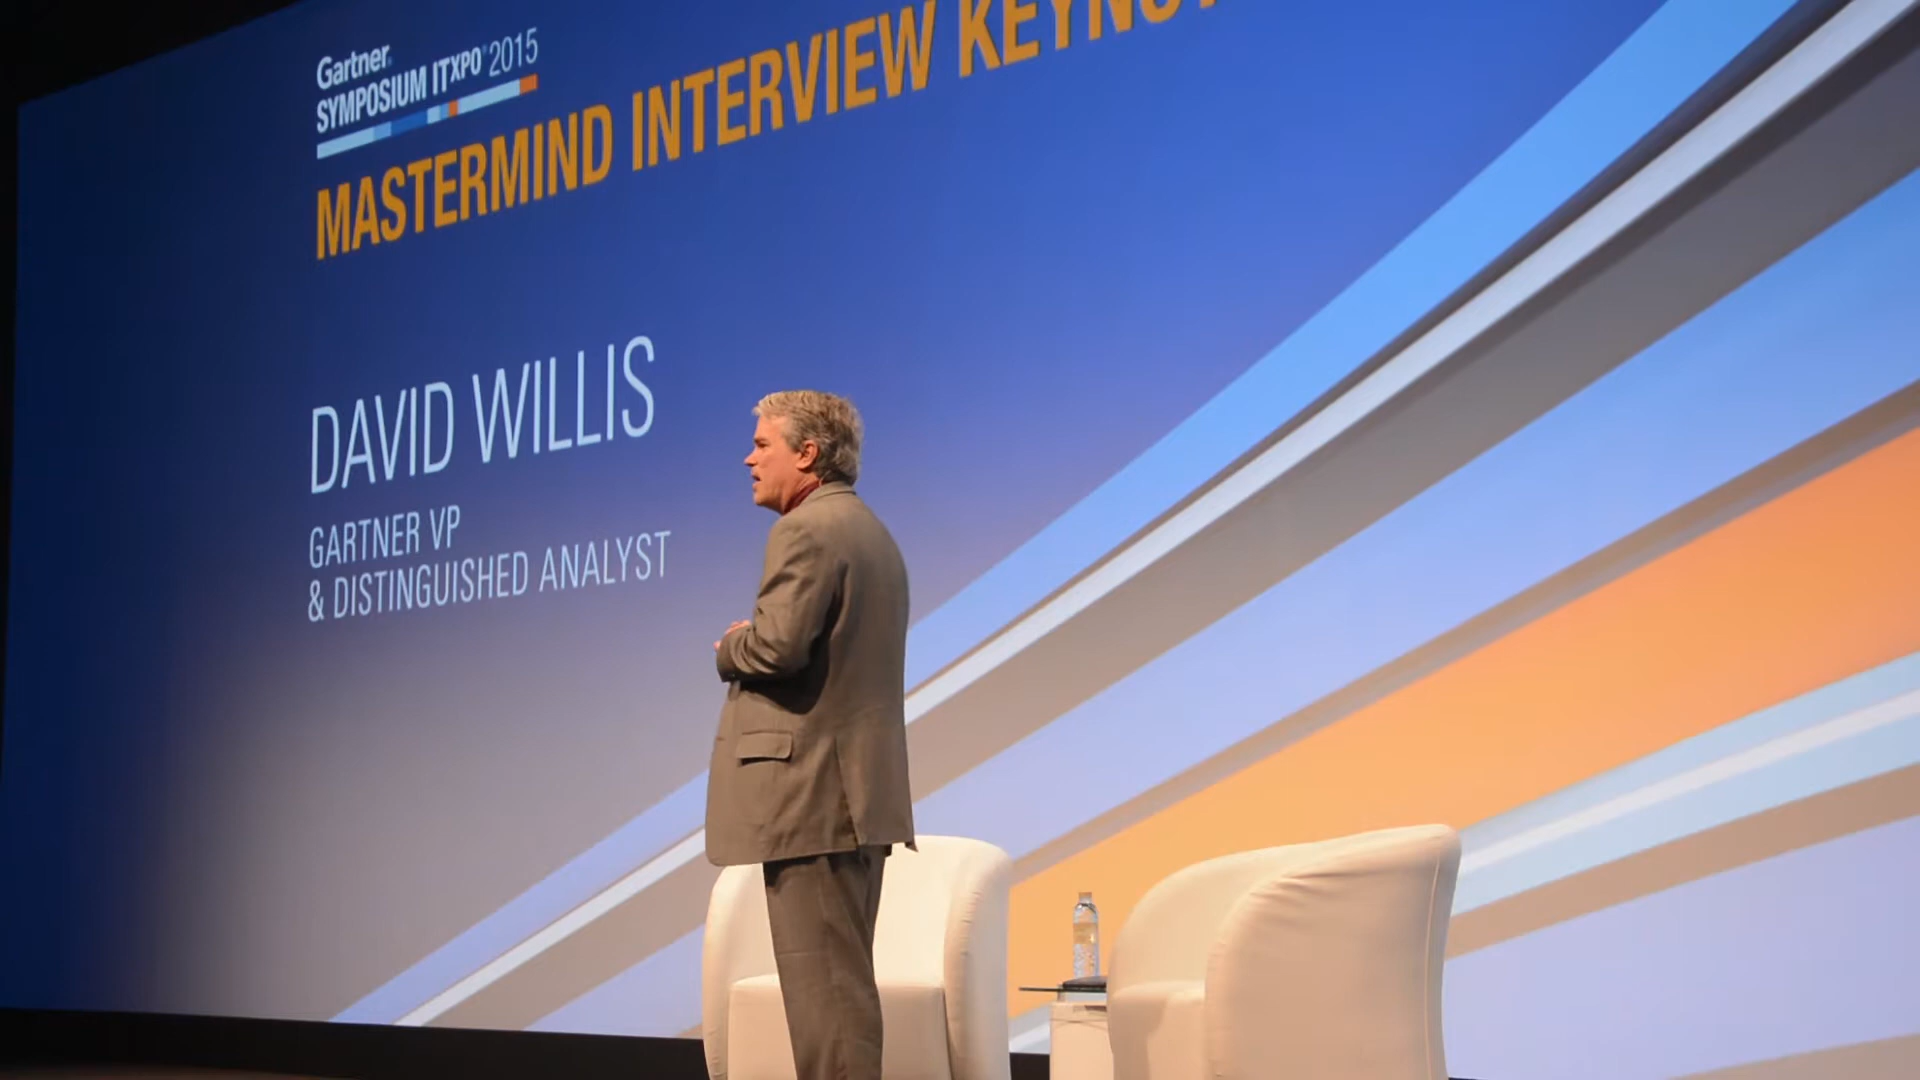 Gartner.
SYMPOSIUM ITXPO® 2015
MASTERMIND INTERVIEW
DAVID WILLIS
GARTNER VP
& DISTINGUISHED ANALYST